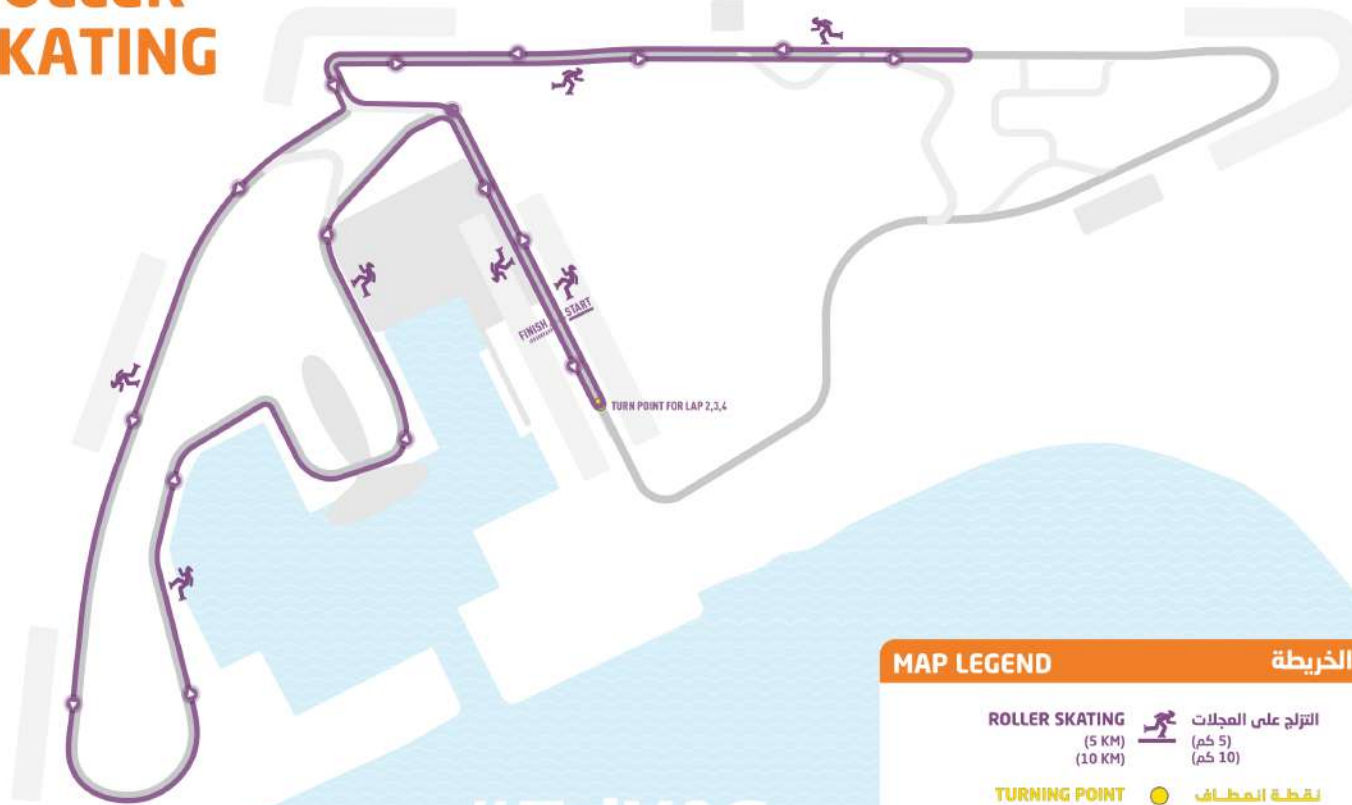 KATING
FINISH
START
TURN POINT FOR LAP 2,3,4
MAP LEGEND
الخريطة
ROLLER SKATING
(5 KM)
(10 KM)
التزلج على العجلات
(5 كم)
(10 كم)
TURNING POINT
نقطة انعطاف